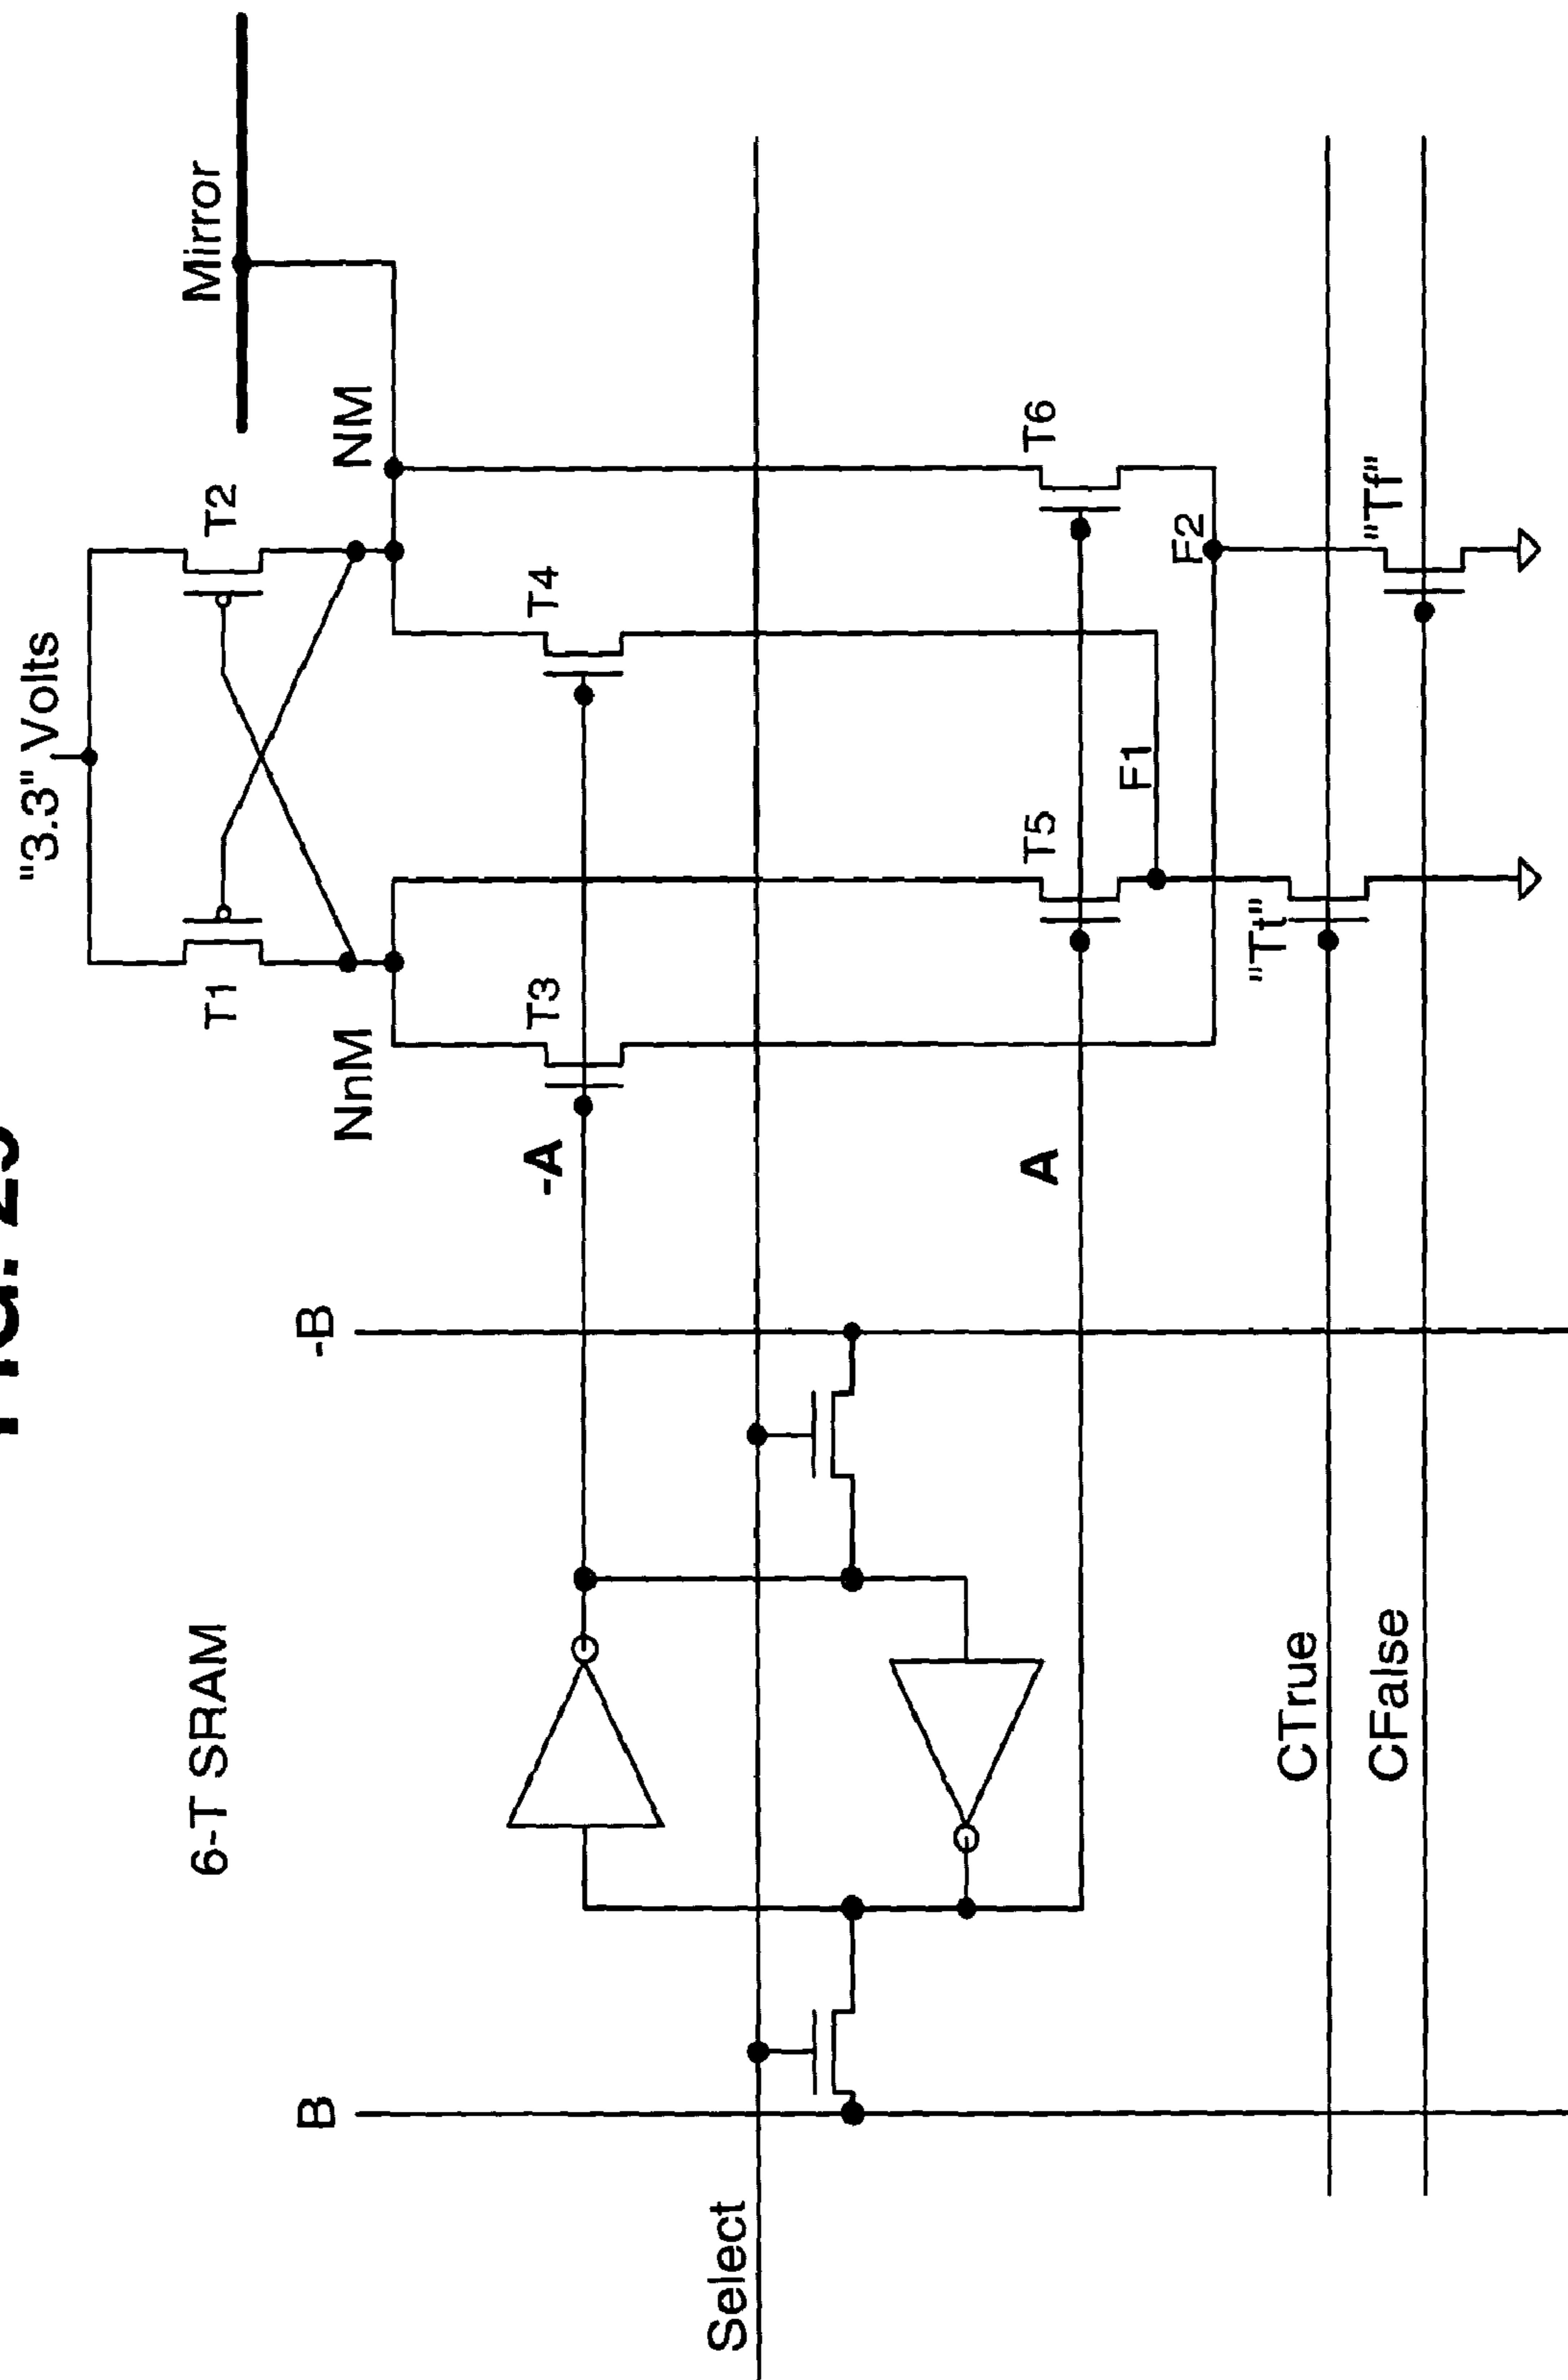 FIG.
"3.3" Volts
6-T SRAM
T1
T2
Mirror
B
-B
NnM
NM
-A
T3
T4
Select
A
T5
T6
F1
F2
CTrue
"Tt"
CFalse
"Tf"